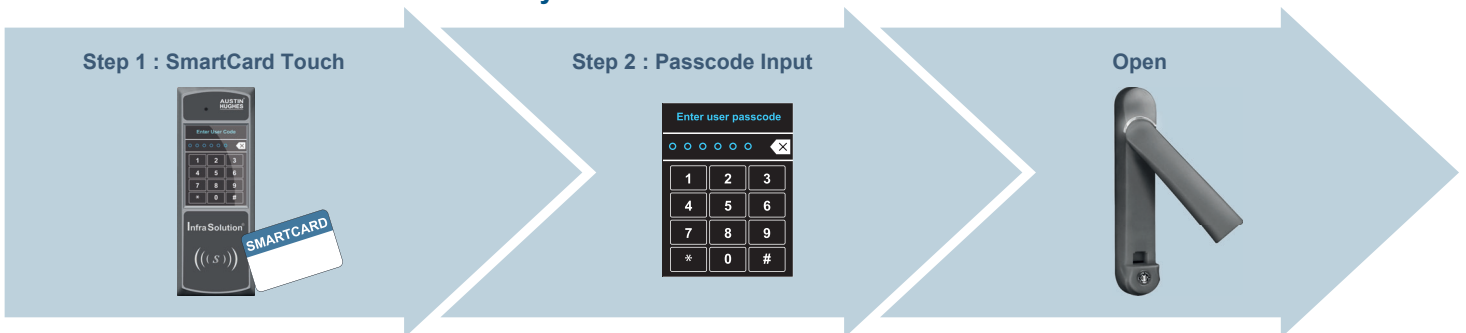 Step 1 : SmartCard Touch
AUSTIN
HUGHES
Enter User Code
1 2 3
4 5 6
7 8 9
* 0 #
InfraSolution
((( S )))
SMARTCARD
Step 2 : Passcode Input
Enter user passcode
1 2 3
4 5 6
7 8 9
* 0 #
Open